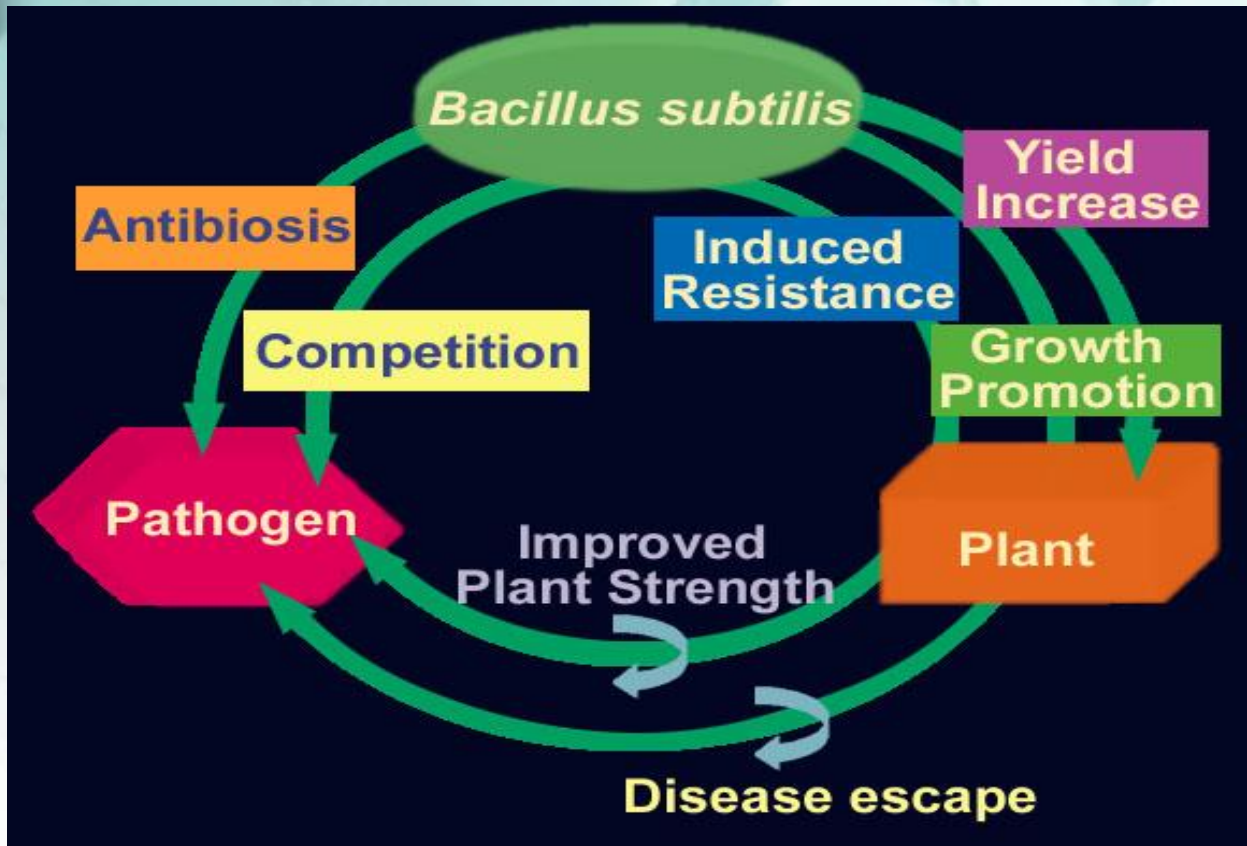 Bacillus subtilis
Yield
Increase
Antibiosis
Induced
Resistance
Competition
Growth
Promotion
Pathogen
Improved
Plant Strength
Plant
Disease escape